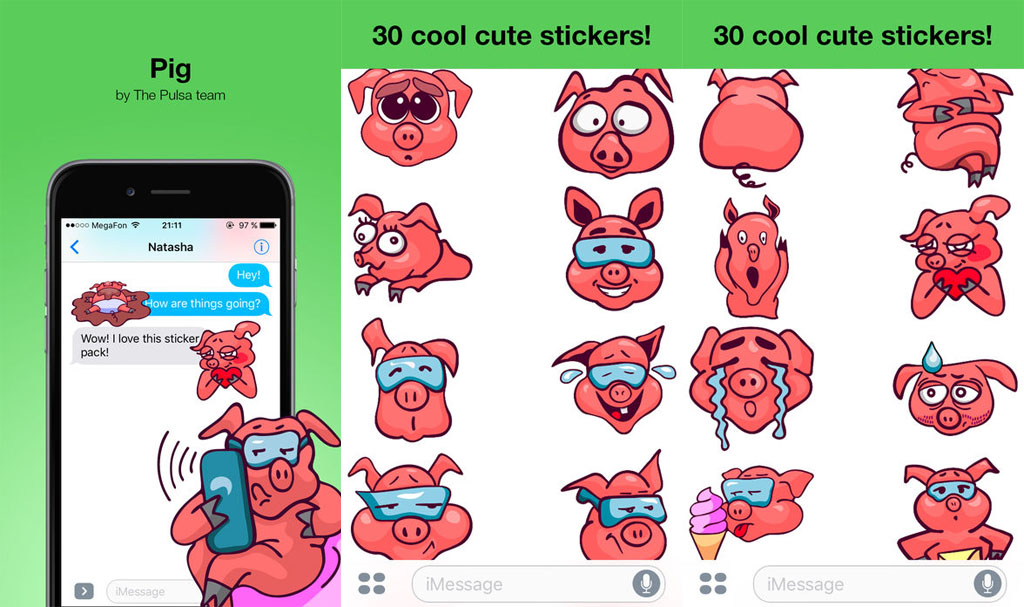 Pig
by The Pulsa team
MegaFon 21:11 97 %
Natasha
Hey!
How are things going?
Wow! I love this sticker
pack!
iMessage
30 cool cute stickers!
iMessage
30 cool cute stickers!
iMessage